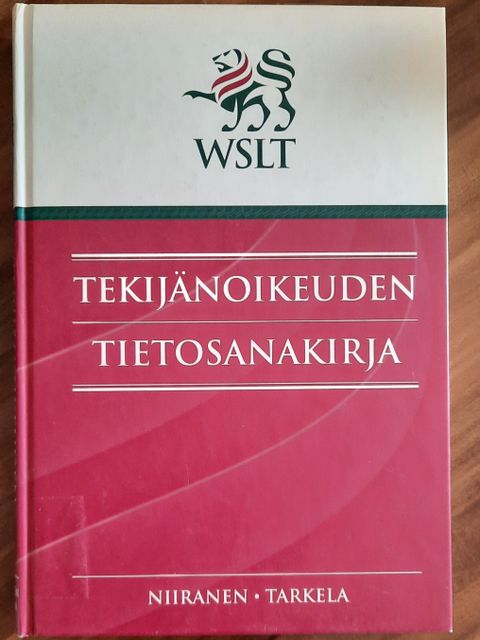 WSLT
TEKIJÄNOIKEUDEN
TIETOSANAKIRJA
NIIRANEN • TARKELA